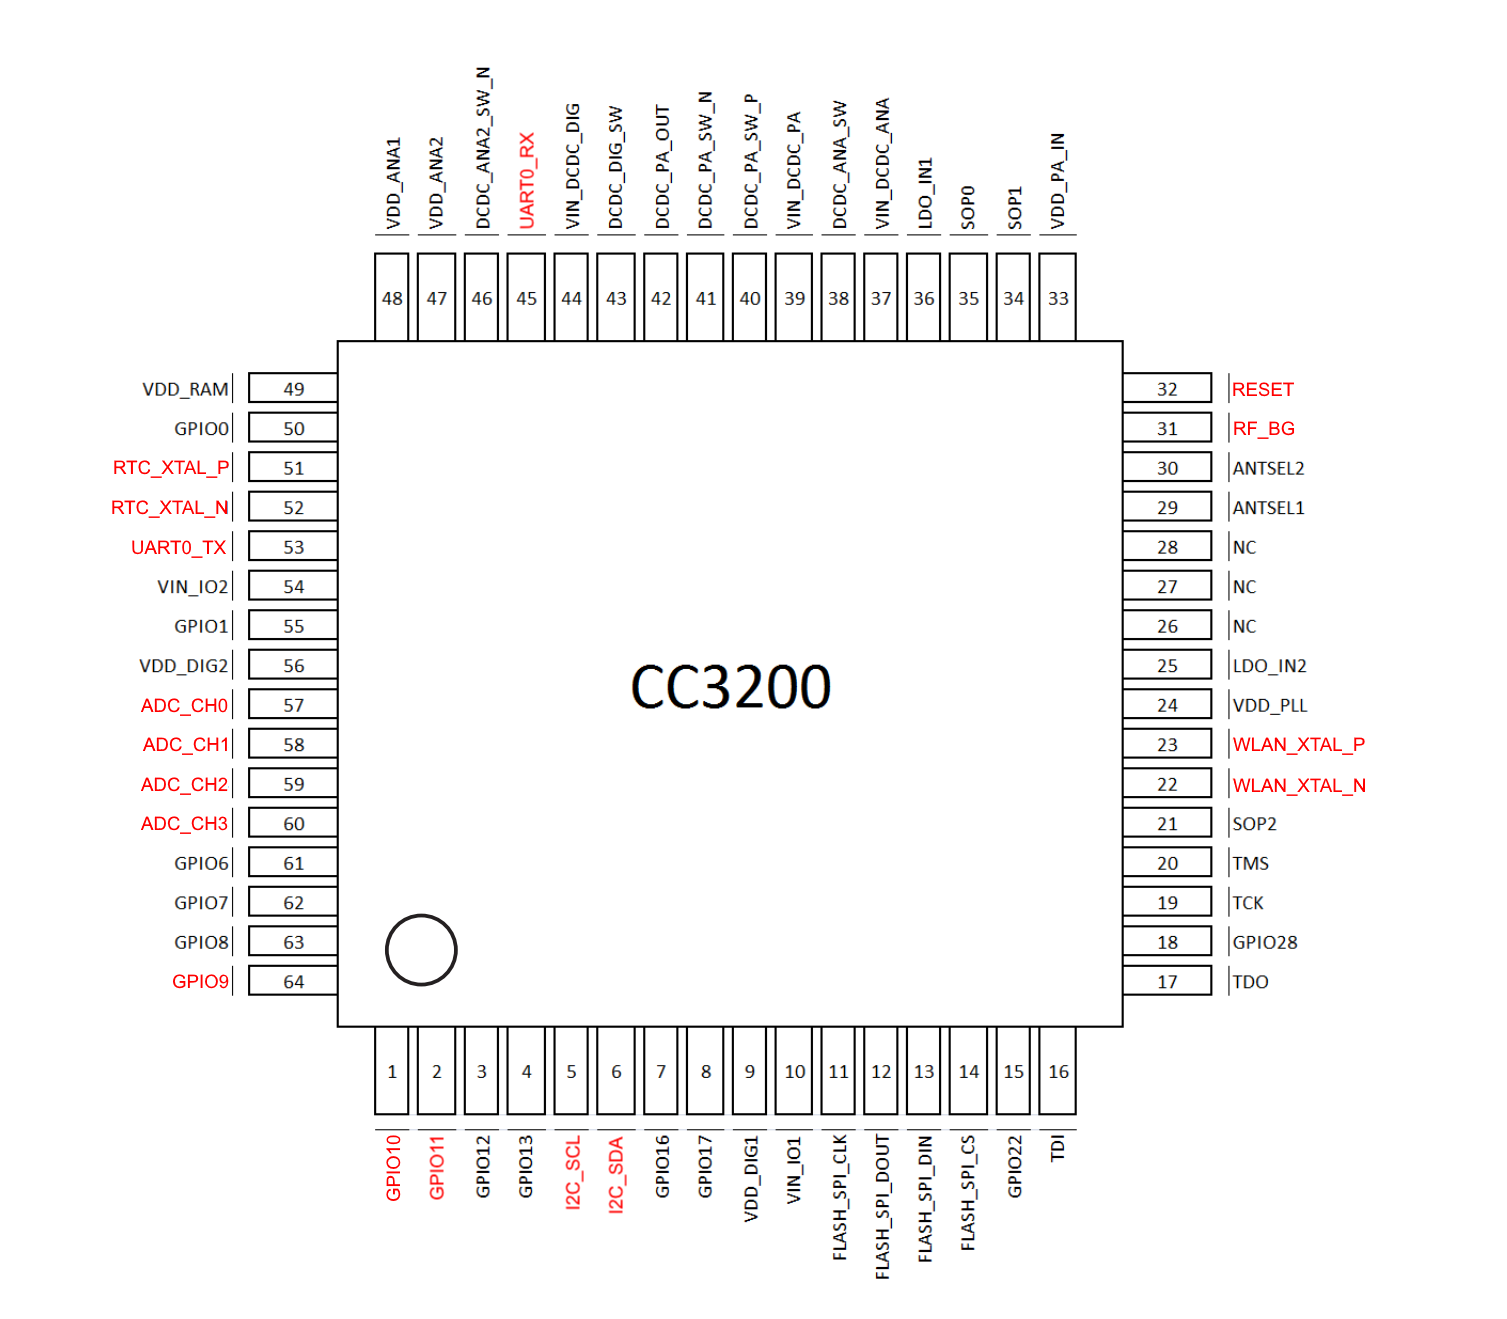 VDD_ANA1
VDD_ANA2
DCDC_ANA2_SW_N
UART0_RX
VIN_DCDC_DIG
DCDC_DIG_SW
DCDC_PA_OUT
DCDC_PA_SW_N
DCDC_PA_SW_P
VIN_DCDC_PA
DCDC_ANA_SW
VIN_DCDC_ANA
LDO_IN1
SOP0
SOP1
VDD_PA_IN
48 47 46 45 44 43 42 41 40 39 38 37 36 35 34 33
VDD_RAM 49
GPIO0 50
RTC_XTAL_P 51
RTC_XTAL_N 52
UART0_TX 53
VIN_IO2 54
GPIO1 55
VDD_DIG2 56
ADC_CH0 57
ADC_CH1 58
ADC_CH2 59
ADC_CH3 60
GPIO6 61
GPIO7 62
GPIO8 63
GPIO9 64
CC3200
32 RESET
31 RF_BG
30 ANTSEL2
29 ANTSEL1
28 NC
27 NC
26 NC
25 LDO_IN2
24 VDD_PLL
23 WLAN_XTAL_P
22 WLAN_XTAL_N
21 SOP2
20 TMS
19 TCK
18 GPIO28
17 TDO
1 2 3 4 5 6 7 8 9 10 11 12 13 14 15 16
GPIO10
GPIO11
GPIO12
GPIO13
I2C_SCL
I2C_SDA
GPIO16
GPIO17
VDD_DIG1
VIN_IO1
FLASH_SPI_CLK
FLASH_SPI_DOUT
FLASH_SPI_DIN
FLASH_SPI_CS
GPIO22
TDI